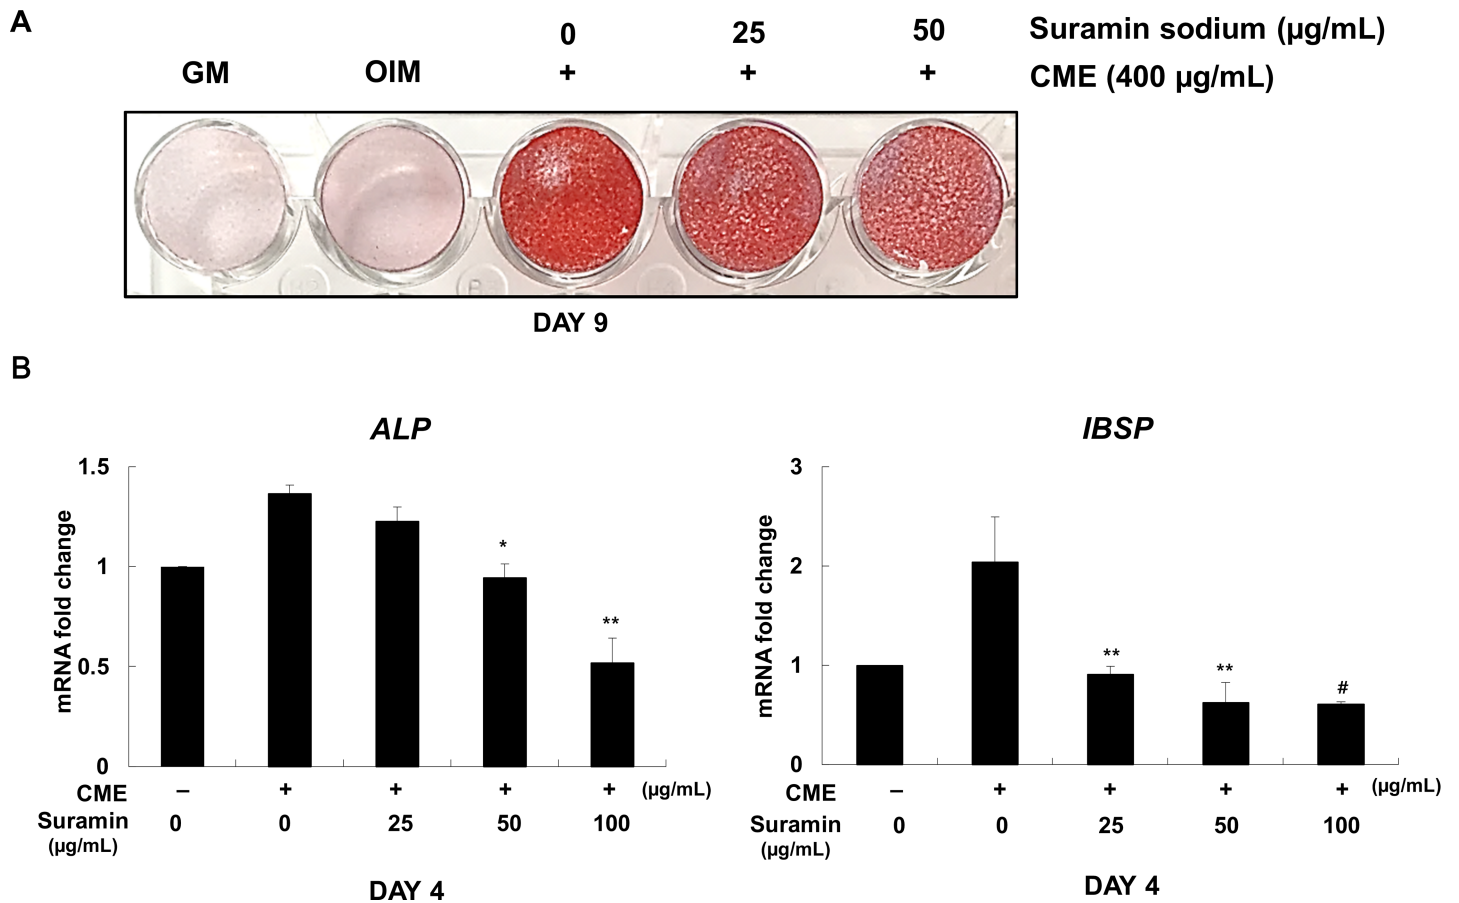 A
0 25 50 Suramin sodium (µg/mL)
GM OIM + + + CME (400 µg/mL)
DAY 9
B
ALP
1.5
1
0.5
0
mRNA fold change
*
**
CME – + + + + (µg/mL)
Suramin 0 0 25 50 100
(µg/mL)
DAY 4
IBSP
3
2
1
0
mRNA fold change
**
**
#
CME – + + + + (µg/mL)
Suramin 0 0 25 50 100
(µg/mL)
DAY 4